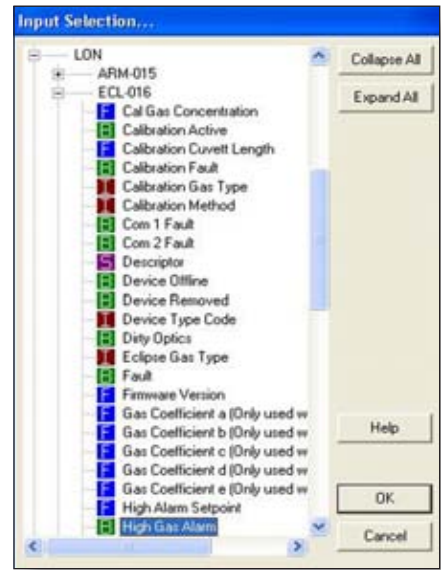 Input Selection...
LON
ARM-015
ECL-016
F Cal Gas Concentration
B Calibration Active
F Calibration Cuvett Length
B Calibration Fault
I Calibration Gas Type
I Calibration Method
B Com 1 Fault
B Com 2 Fault
S Descriptor
B Device Offline
B Device Removed
I Device Type Code
B Dirty Optics
I Eclipse Gas Type
B Fault
F Firmware Version
F Gas Coefficient a (Only used w
F Gas Coefficient b (Only used w
F Gas Coefficient c (Only used w
F Gas Coefficient d (Only used w
F Gas Coefficient e (Only used w
F High Alarm Setpoint
B High Gas Alarm
Collapse All
Expand All
Help
OK
Cancel